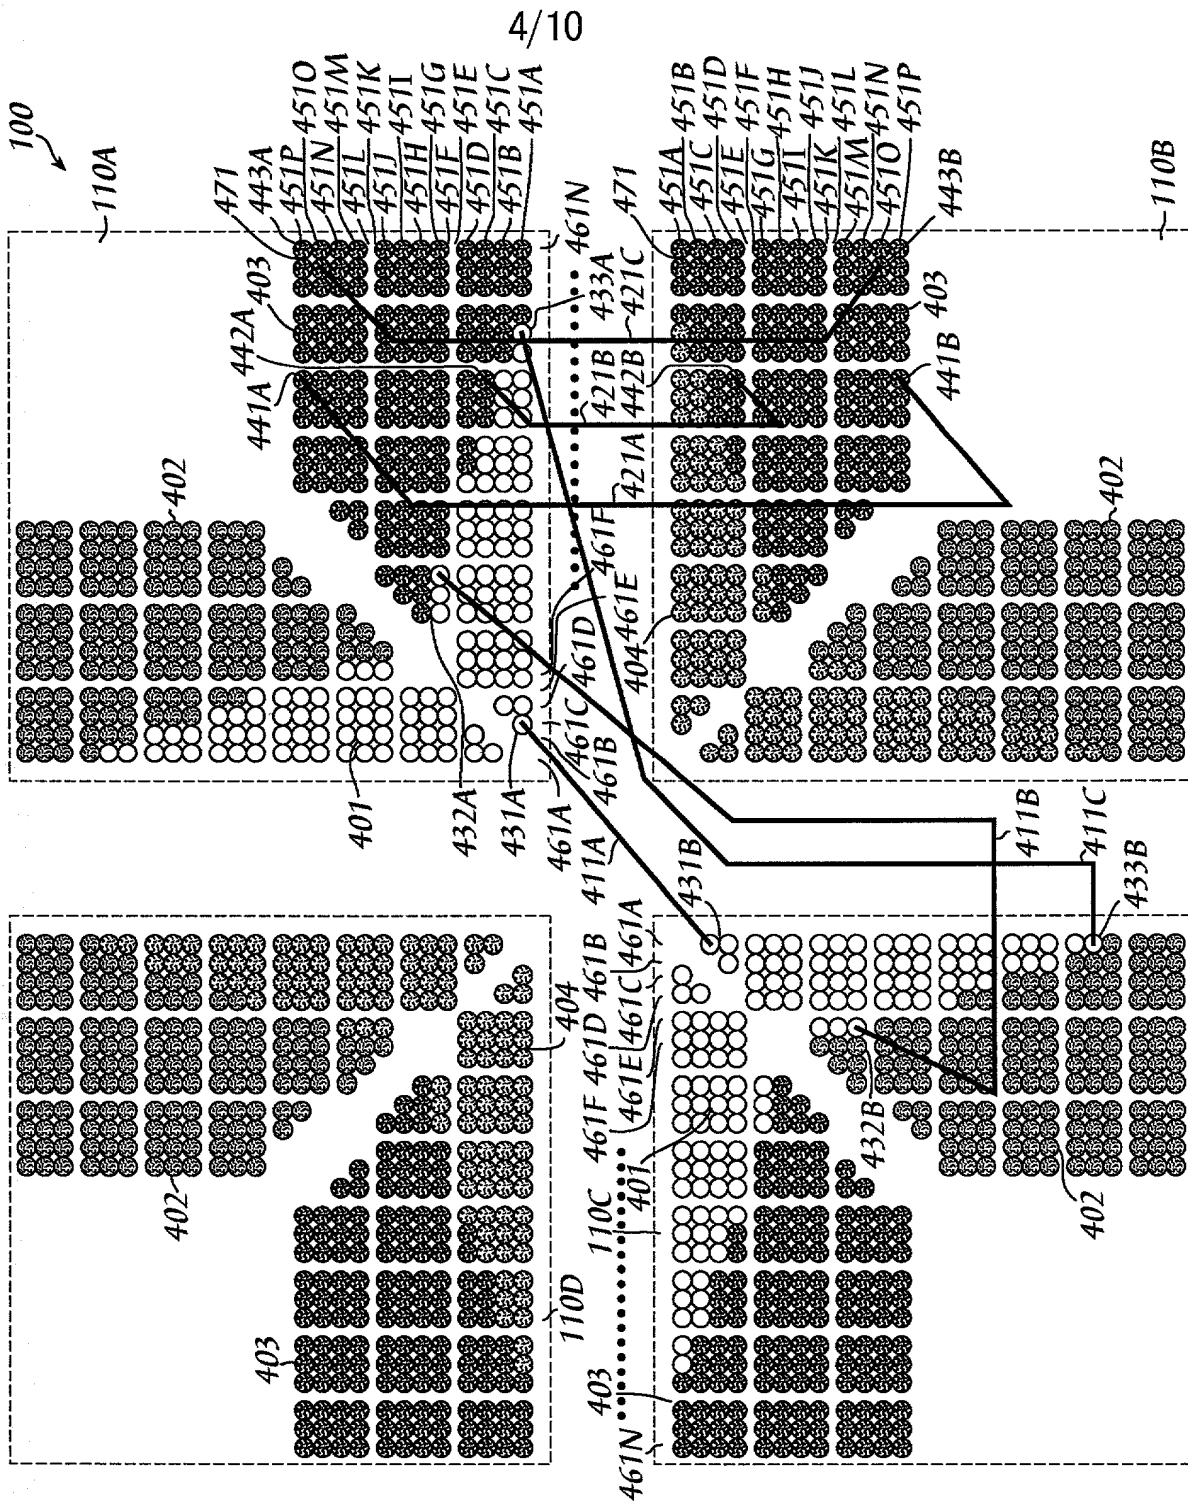 4/10
100
110A
471
443A
451P
451O
451N
451M
451L
451K
451J
451I
451H
451G
451F
451E
451D
451C
451B
451A
403
442A
441A
402
461N
433A
421C
421B
442B
421A
461F
461E
461D
461C
461B
461A
401
432A
431A
411A
404
451A
451B
451C
451D
451E
451F
451G
451H
451I
451J
451K
451L
451M
451N
451O
451P
471
443B
110B
403
441B
402
431B
411B
411C
433B
461A
461B
461C
461D
461E
461F
404
401
432B
402
110C
402
403
110D
403
461N